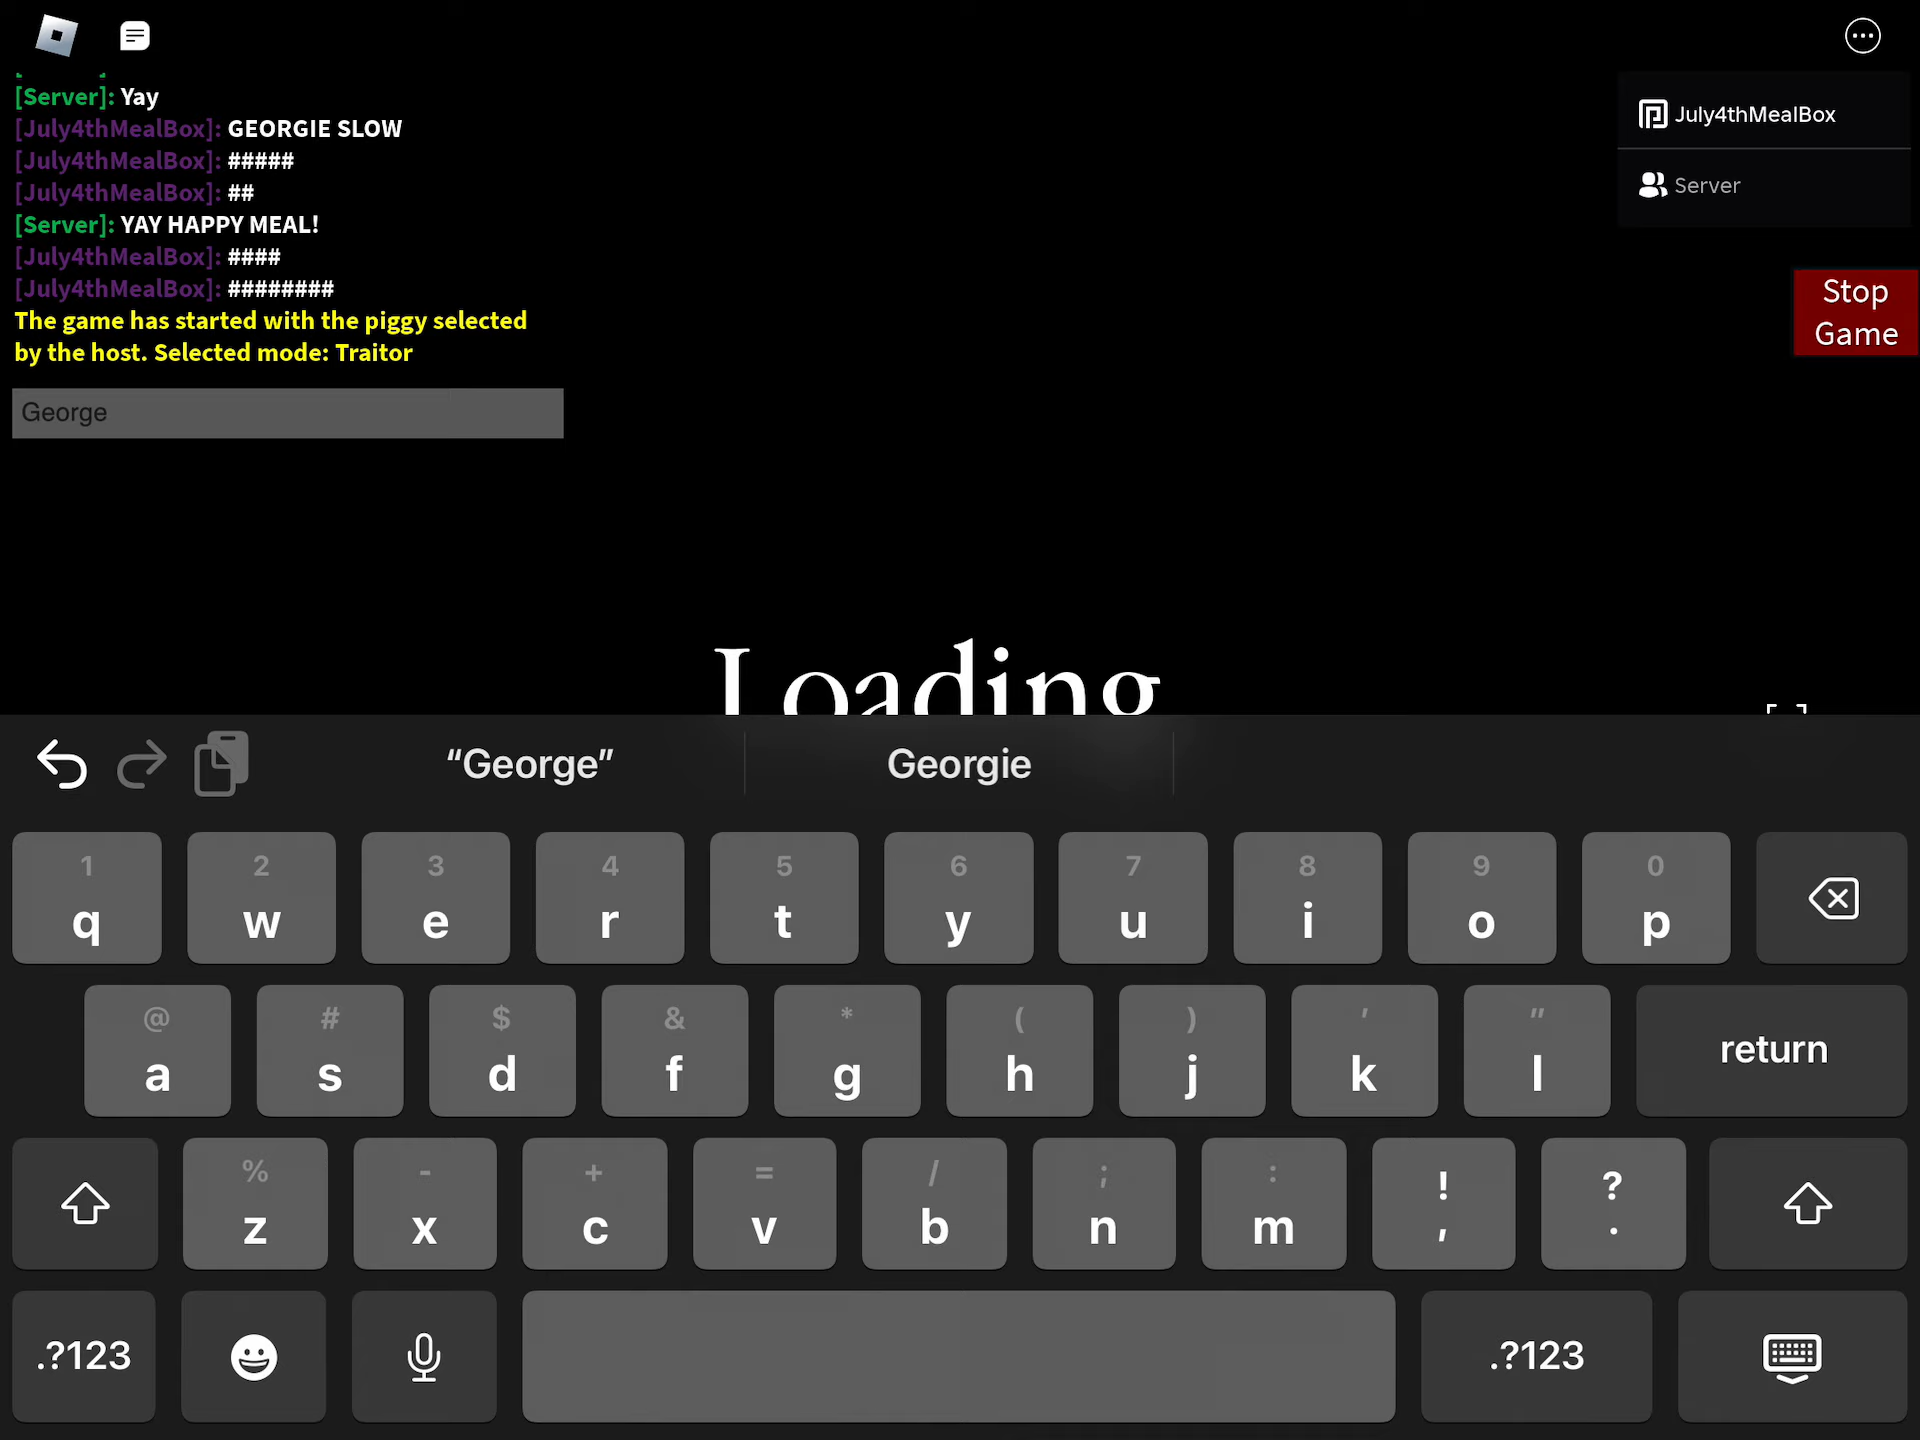 [Server]: Yay
[July4thMealBox]: GEORGIE SLOW
[July4thMealBox]: #####
[July4thMealBox]: ##
[Server]: YAY HAPPY MEAL!
[July4thMealBox]: ####
[July4thMealBox]: ########
The game has started with the piggy selected
by the host. Selected mode: Traitor
George
July4thMealBox
Server
Stop
Game
Loading
“George” Georgie
1 2 3 4 5 6 7 8 9 0
q w e r t y u i o p
@ # $ & * ( ) ' "
a s d f g h j k l return
% - + = / ; : ! ?
z x c v b n m , .
.?123 .?123